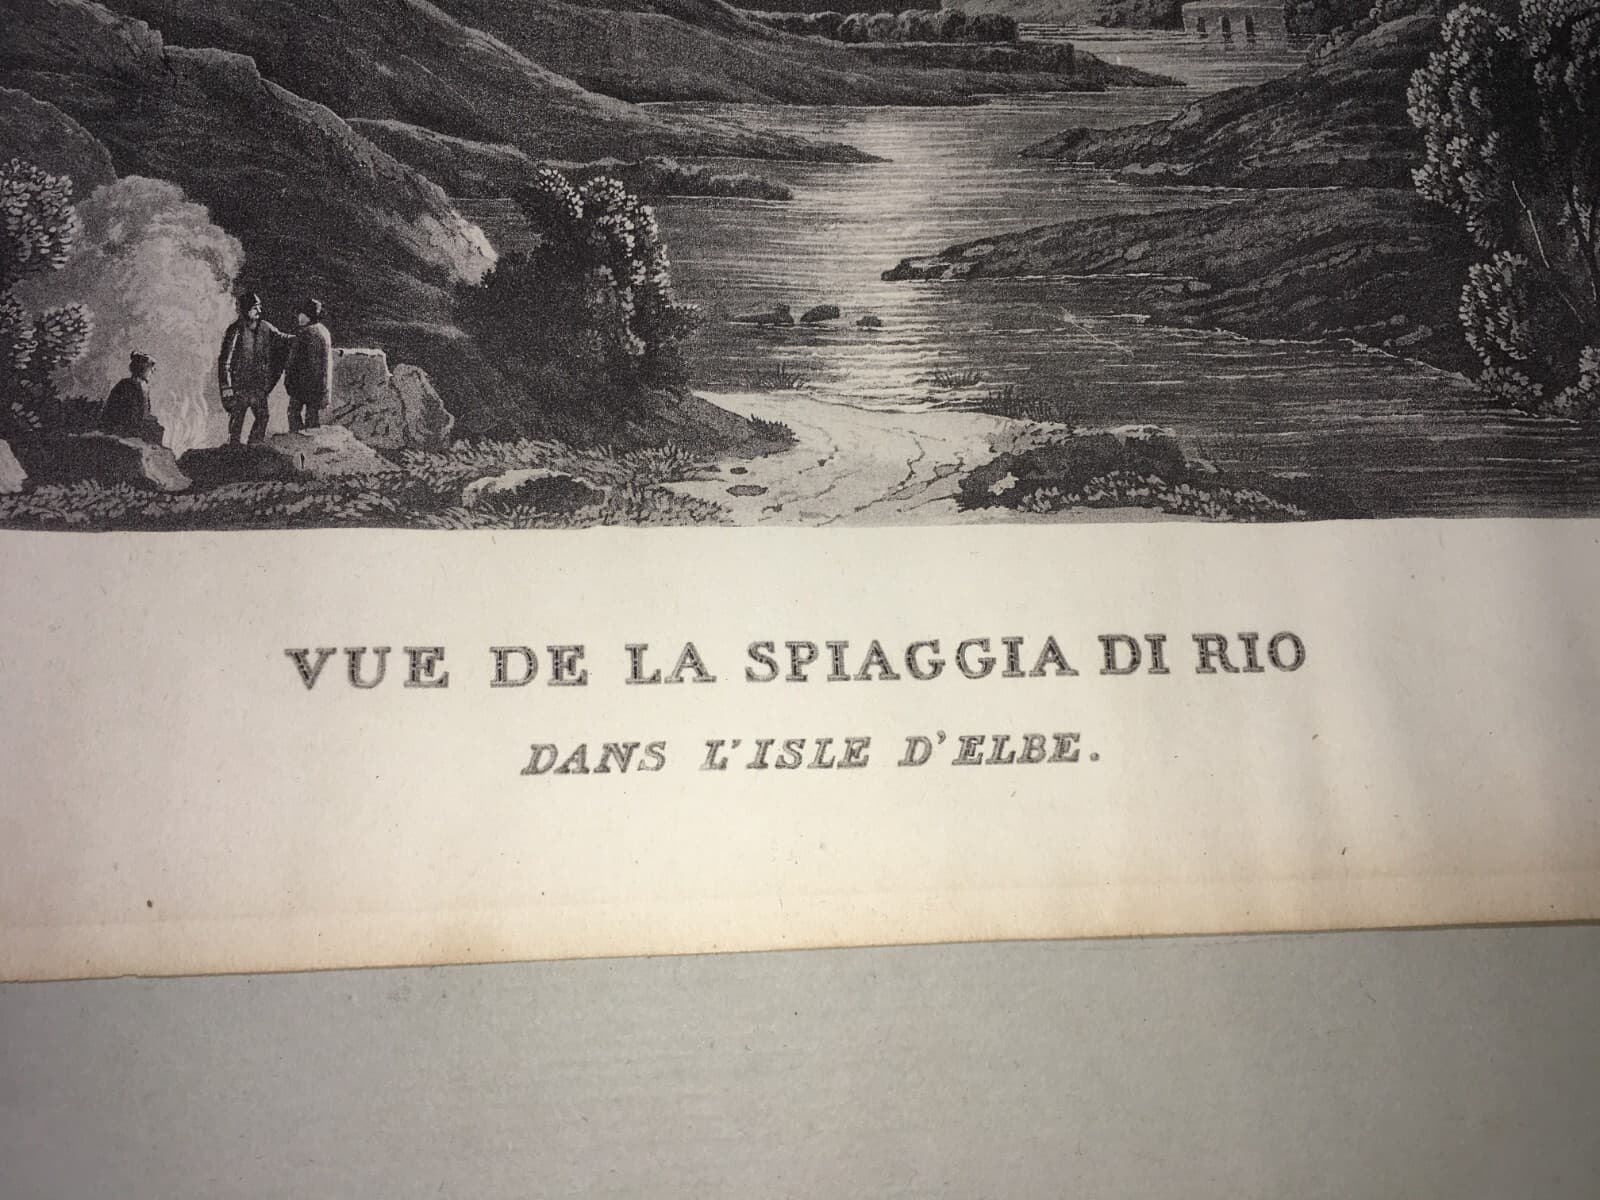 VUE DE LA SPIAGGIA DI RIO
DANS L'ISLE D'ELBE.